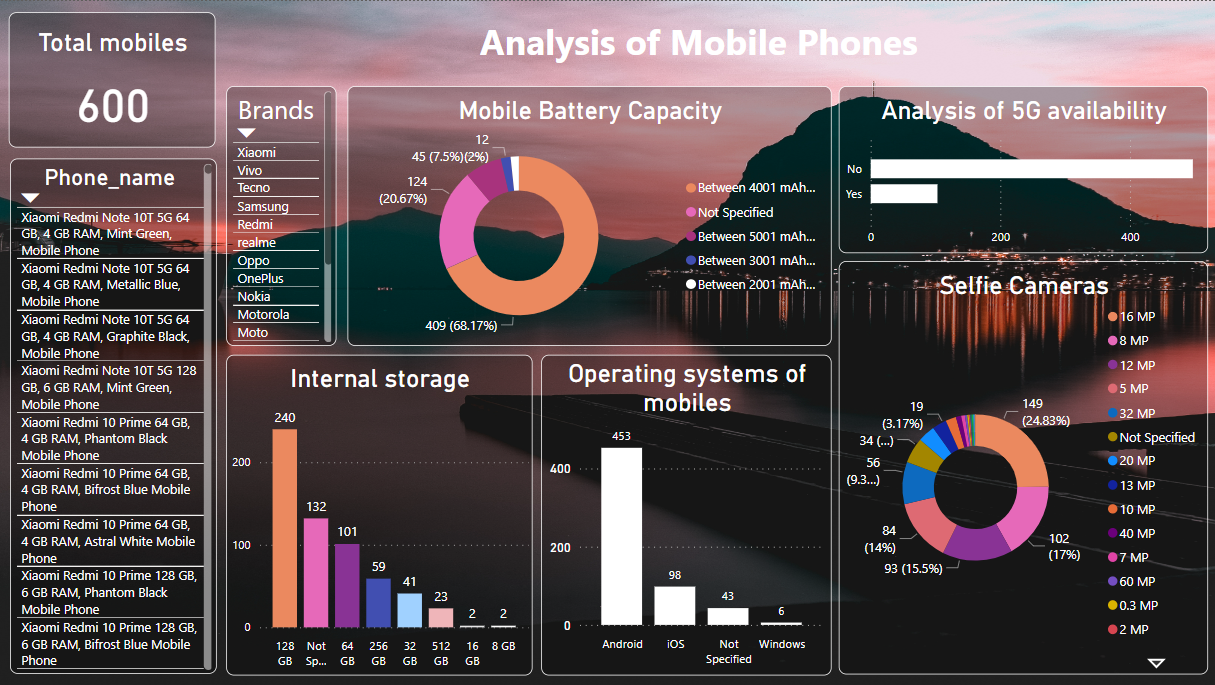 Total mobiles
600
Analysis of Mobile Phones
Phone_name
Xiaomi Redmi Note 10T 5G 64
GB, 4 GB RAM, Mint Green,
Mobile Phone
Xiaomi Redmi Note 10T 5G 64
GB, 4 GB RAM, Metallic Blue,
Mobile Phone
Xiaomi Redmi Note 10T 5G 64
GB, 4 GB RAM, Graphite Black,
Mobile Phone
Xiaomi Redmi Note 10T 5G 128
GB, 6 GB RAM, Mint Green,
Mobile Phone
Xiaomi Redmi 10 Prime 64 GB,
4 GB RAM, Phantom Black
Mobile Phone
Xiaomi Redmi 10 Prime 64 GB,
4 GB RAM, Bifrost Blue Mobile
Phone
Xiaomi Redmi 10 Prime 64 GB,
4 GB RAM, Astral White Mobile
Phone
Xiaomi Redmi 10 Prime 128 GB,
6 GB RAM, Phantom Black
Mobile Phone
Xiaomi Redmi 10 Prime 128 GB,
6 GB RAM, Bifrost Blue Mobile
Phone
Brands
Xiaomi
Vivo
Tecno
Samsung
Redmi
realme
Oppo
OnePlus
Nokia
Motorola
Moto
Mobile Battery Capacity
12
45 (7.5%)(2%)
124
(20.67%)
409 (68.17%)
Between 4001 mAh...
Not Specified
Between 5001 mAh...
Between 3001 mAh...
Between 2001 mAh...
Analysis of 5G availability
No
Yes
0
200
400
Internal storage
240
132
101
59
41
23
2
2
200
100
0
128
GB
Not
Sp...
64
GB
256
GB
32
GB
512
GB
16
GB
8 GB
Operating systems of
mobiles
453
98
43
6
400
200
0
Android
iOS
Not
Specified
Windows
Selfie Cameras
149
(24.83%)
102
(17%)
93 (15.5%)
84
(14%)
56
(9.3...)
34 (...)
19
(3.17%)
16 MP
8 MP
12 MP
5 MP
32 MP
Not Specified
20 MP
13 MP
10 MP
40 MP
7 MP
60 MP
0.3 MP
2 MP